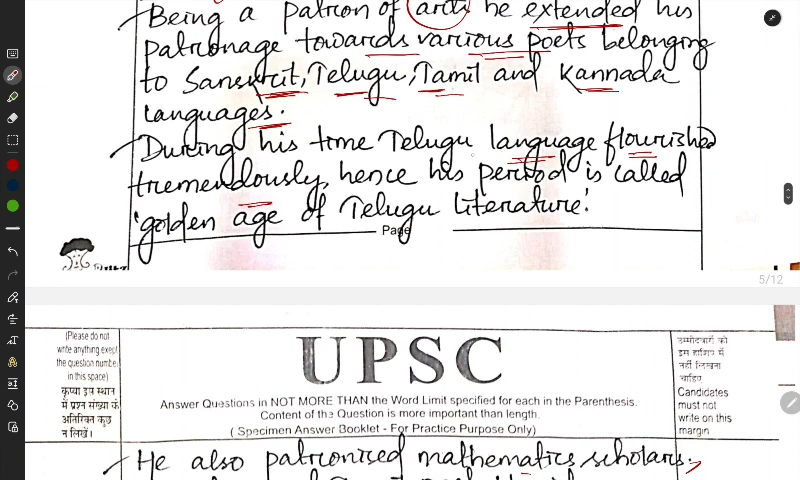 Being a patron of arts he extended his
patronage towards various poets belonging
to Sanskrit, Telugu, Tamil and Kannada
languages.
During his time Telugu language flourished
tremendously, hence his period is called
'golden age of Telugu Literature'.
Page
5/12
(Please do not
write anything except
the question number
in this space)
कृप्या इस स्थान
में प्रश्न संख्या के
अतिरिक्त कुछ
न लिखें।
UPSC
Answer Questions in NOT MORE THAN the Word Limit specified for each in the Parenthesis.
Content of the Question is more important than length.
( Specimen Answer Booklet - For Practice Purpose Only)
उम्मीदवारों को
इस हाशिए में
नहीं लिखना
चाहिए
Candidates
must not
write on this
margin
He also patronised mathematics scholars,